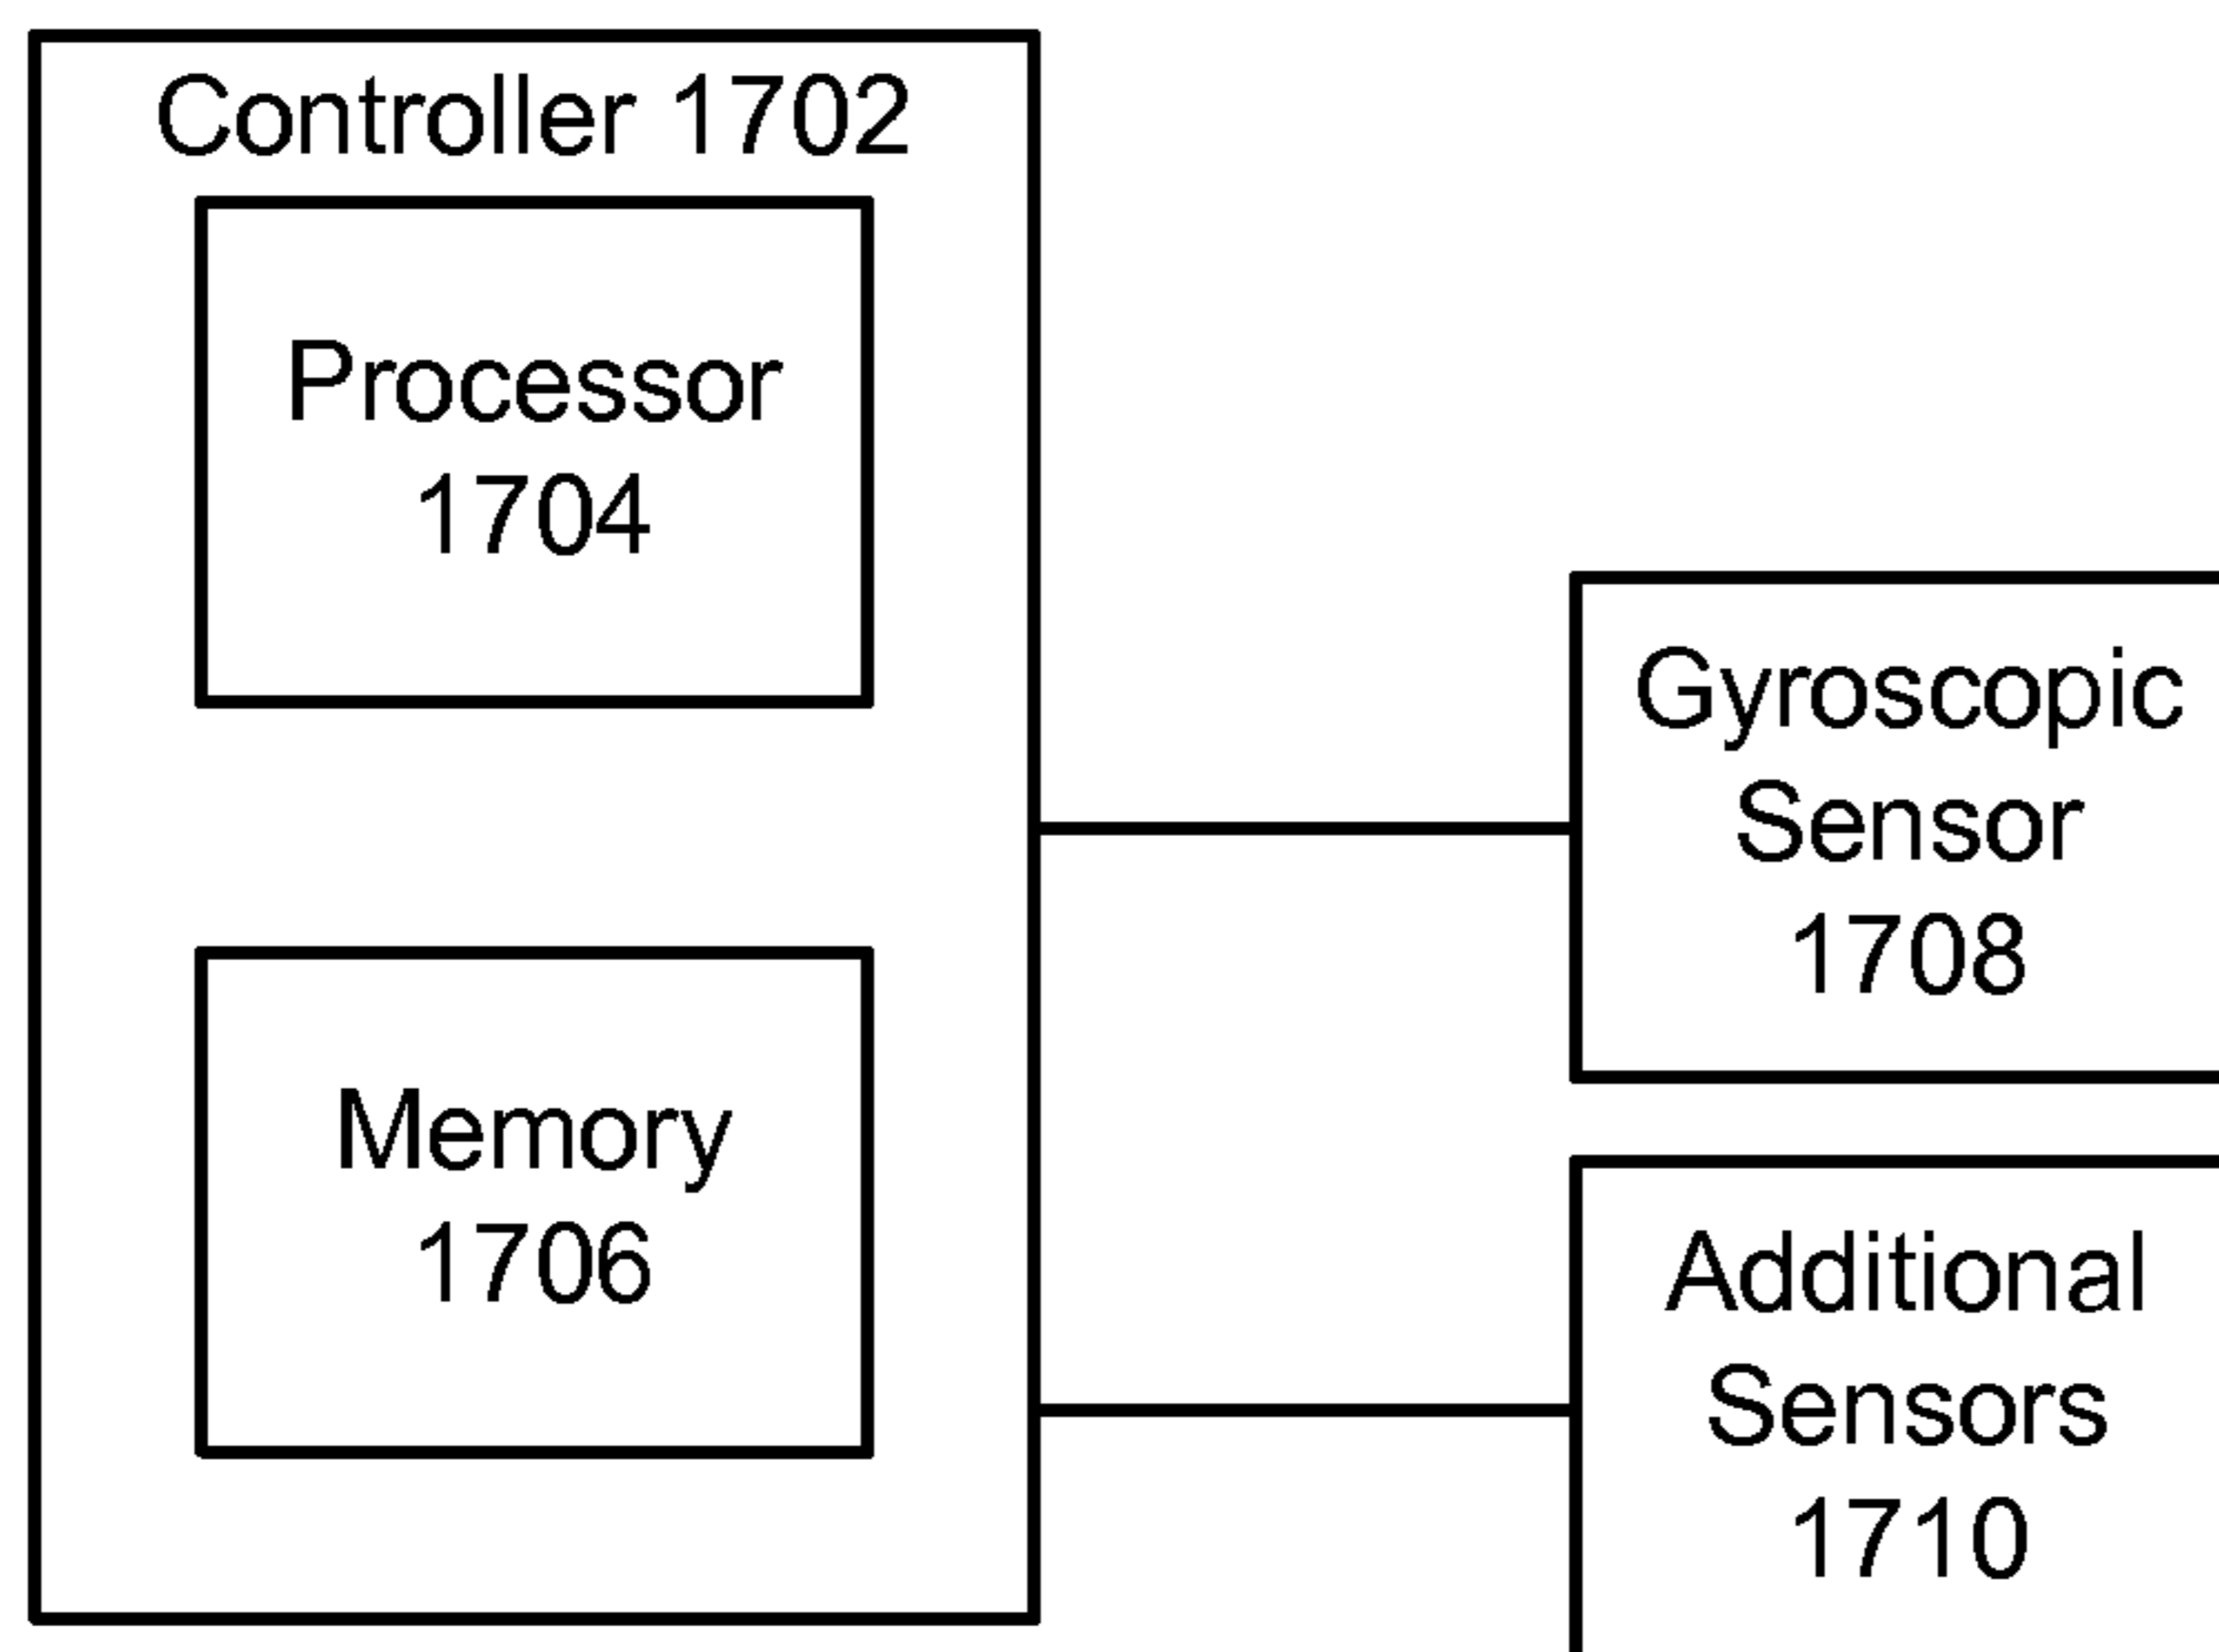 Controller 1702
Processor
1704
Memory
1706
Gyroscopic
Sensor
1708
Additional
Sensors
1710